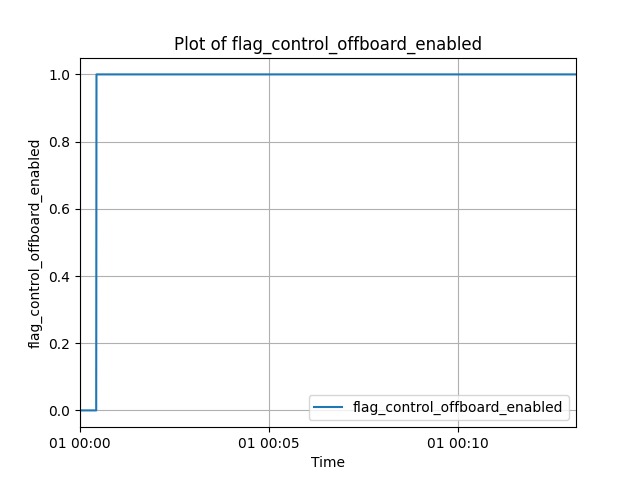 Plot of flag_control_offboard_enabled
flag_control_offboard_enabled
1.0
0.8
0.6
0.4
0.2
0.0
flag_control_offboard_enabled
01 00:00
01 00:05
01 00:10
Time